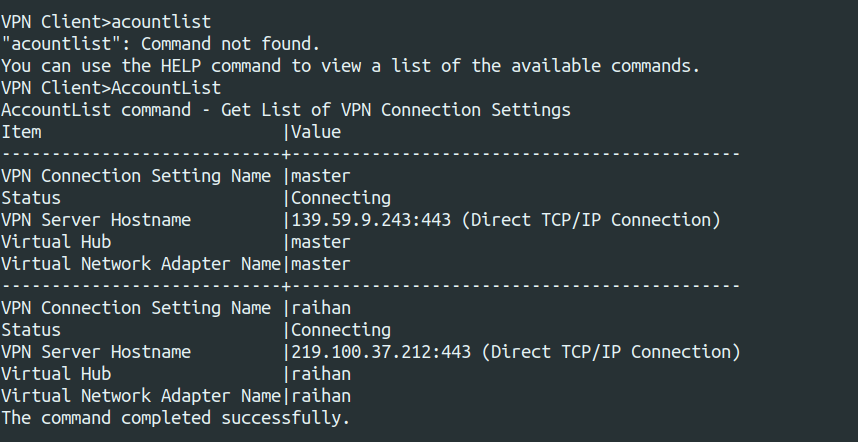 VPN Client>acountlist
"acountlist": Command not found.
You can use the HELP command to view a list of the available commands.
VPN Client>AccountList
AccountList command - Get List of VPN Connection Settings
Item                        |Value
----------------------------+---------------------------------------------
VPN Connection Setting Name |master
Status                      |Connecting
VPN Server Hostname         |139.59.9.243:443 (Direct TCP/IP Connection)
Virtual Hub                 |master
Virtual Network Adapter Name|master
----------------------------+---------------------------------------------
VPN Connection Setting Name |raihan
Status                      |Connecting
VPN Server Hostname         |219.100.37.212:443 (Direct TCP/IP Connection)
Virtual Hub                 |raihan
Virtual Network Adapter Name|raihan
The command completed successfully.